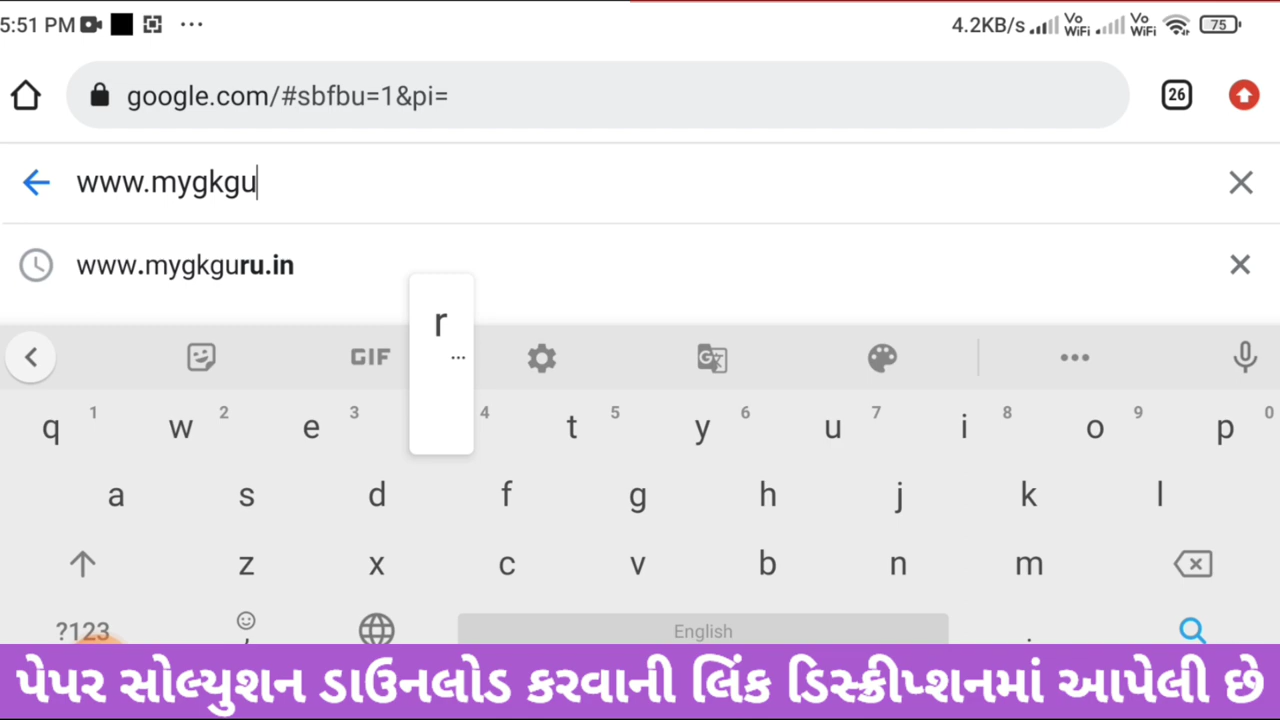 5:51 PM ... 4.2KB/s Vo WiFi Vo WiFi 75
google.com/#sbfbu=1&pi= 26
www.mygkgu
www.mygkguru.in
r
...
GIF
q 1 w 2 e 3 4 t 5 y 6 u 7 i 8 o 9 p 0
a s d f g h j k l
z x c v b n m
?123 , English .
પેપર સોલ્યુશન ડાઉનલોડ કરવાની લિંક ડિસ્ક્રીપ્શનમાં આપેલી છે